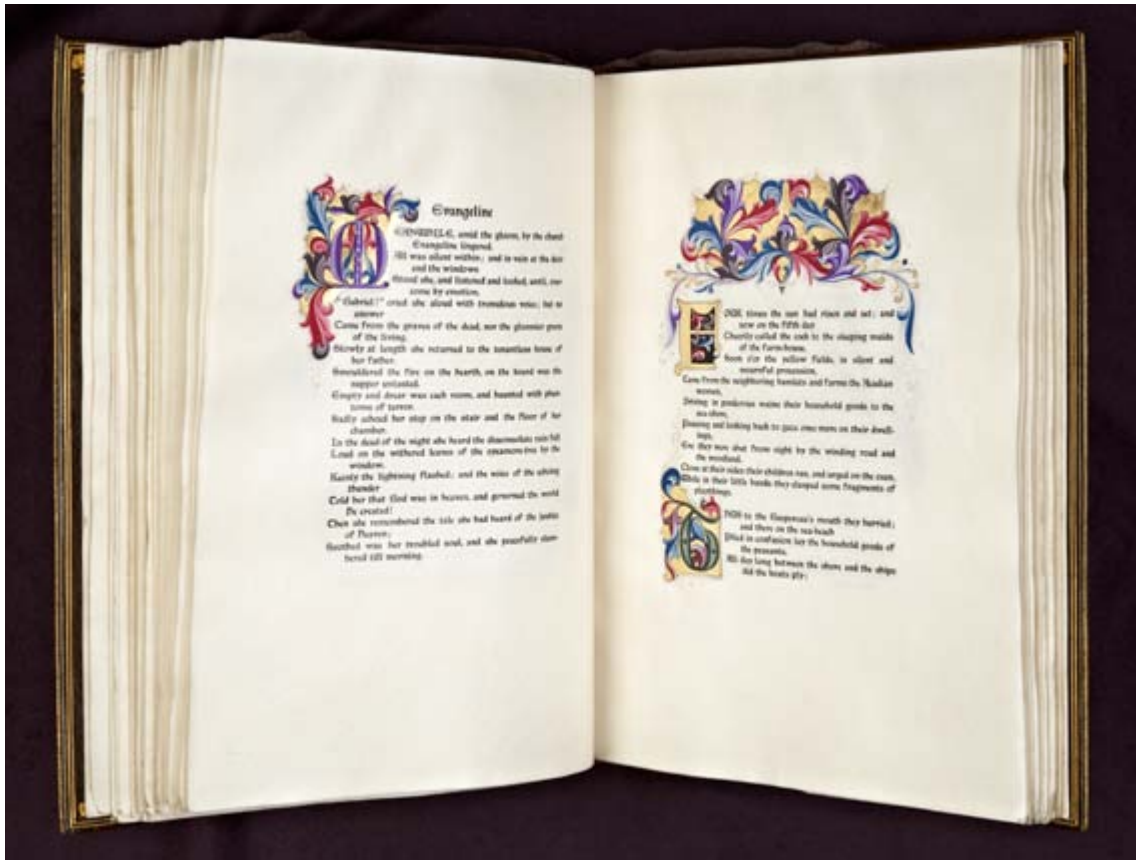 Evangeline
MEANWHILE, amid the gloom, by the church
Evangeline lingered.
All was silent within; and in vain at the door
and the windows
Stood she, and listened and looked, until, over-
come by emotion,
"Gabriel!" cried she aloud with tremulous voice; but no
answer
Came from the graves of the dead, nor the gloomier grave
of the living.
Slowly at length she returned to the tenantless house of
her father.
Smouldered the fire on the hearth, on the board was the
supper untasted.
Empty and drear was each room, and haunted with phan-
toms of terror.
Sadly echoed her step on the stair and the floor of her
chamber.
In the dead of the night she heard the disconsolate rain fall
Loud on the withered leaves of the sycamore-tree by the
window.
Keenly the lightning flashed; and the voice of the echoing
thunder
Told her that God was in heaven, and governed the world
He created!
Then she remembered the tale she had heard of the justice
of Heaven;
Soothed was her troubled soul, and she peacefully slum-
bered till morning.
FOUR times the sun had risen and set; and
now on the fifth day
Cheerily called the cock to the sleeping maids
of the farm-house.
Soon o'er the yellow fields, in silent and
mournful procession,
Came from the neighboring hamlets and farms the Acadian
women,
Driving in ponderous wains their household goods to the
sea-shore,
Pausing and looking back to gaze once more on their dwell-
ings,
Ere they were shut from sight by the winding road and
the woodland.
Close at their sides their children ran, and urged on the oxen,
While in their little hands they clasped some fragments of
playthings.
THUS to the Gaspereau's mouth they hurried;
and there on the sea-beach
Piled in confusion lay the household goods of
the peasants.
All day long between the shore and the ships
did the boats ply;